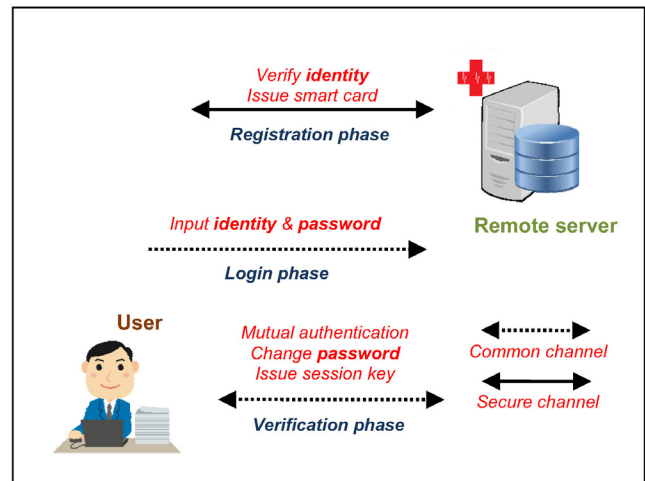 Verify identity
Issue smart card
Registration phase
Remote server
Input identity & password
Login phase
User
Mutual authentication
Change password
Issue session key
Verification phase
Common channel
Secure channel